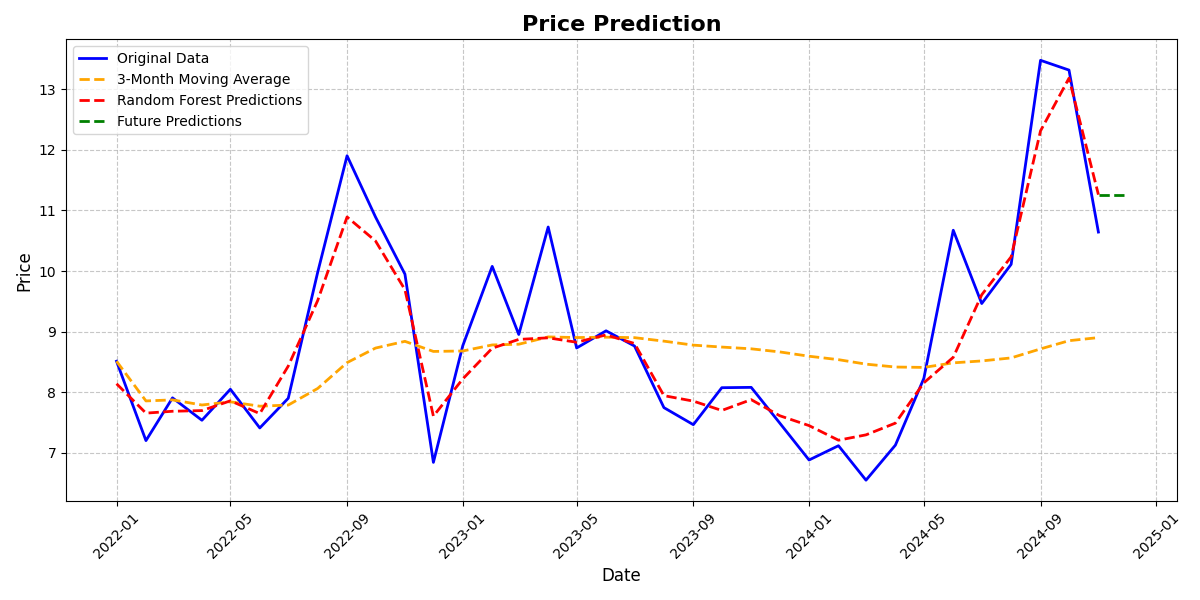 Price Prediction
Original Data
3-Month Moving Average
Random Forest Predictions
Future Predictions
13
12
11
10
9
8
7
Price
2022-01
2022-05
2022-09
2023-01
2023-05
2023-09
2024-01
2024-05
2024-09
2025-01
Date